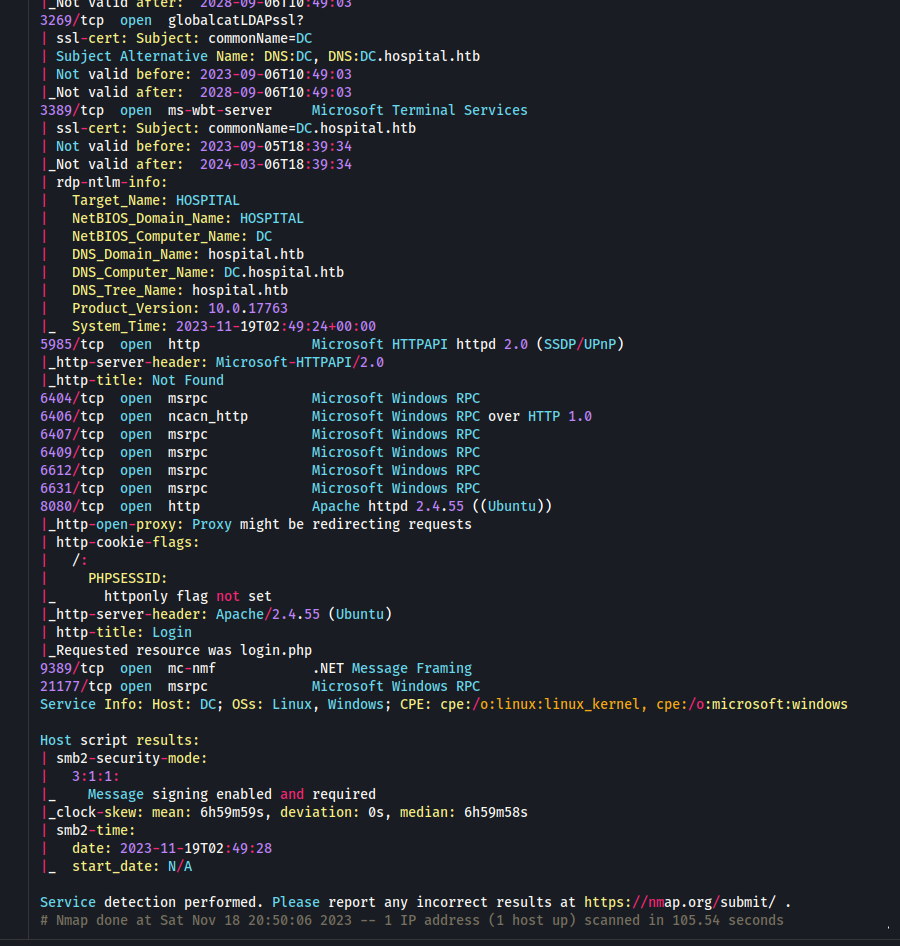 |_Not valid after:  2028-09-06T10:49:03
3269/tcp  open  globalcatLDAPssl?
| ssl-cert: Subject: commonName=DC
| Subject Alternative Name: DNS:DC, DNS:DC.hospital.htb
| Not valid before: 2023-09-06T10:49:03
|_Not valid after:  2028-09-06T10:49:03
3389/tcp  open  ms-wbt-server     Microsoft Terminal Services
| ssl-cert: Subject: commonName=DC.hospital.htb
| Not valid before: 2023-09-05T18:39:34
|_Not valid after:  2024-03-06T18:39:34
| rdp-ntlm-info:
|   Target_Name: HOSPITAL
|   NetBIOS_Domain_Name: HOSPITAL
|   NetBIOS_Computer_Name: DC
|   DNS_Domain_Name: hospital.htb
|   DNS_Computer_Name: DC.hospital.htb
|   DNS_Tree_Name: hospital.htb
|   Product_Version: 10.0.17763
|_  System_Time: 2023-11-19T02:49:24+00:00
5985/tcp  open  http              Microsoft HTTPAPI httpd 2.0 (SSDP/UPnP)
|_http-server-header: Microsoft-HTTPAPI/2.0
|_http-title: Not Found
6404/tcp  open  msrpc             Microsoft Windows RPC
6406/tcp  open  ncacn_http        Microsoft Windows RPC over HTTP 1.0
6407/tcp  open  msrpc             Microsoft Windows RPC
6409/tcp  open  msrpc             Microsoft Windows RPC
6612/tcp  open  msrpc             Microsoft Windows RPC
6631/tcp  open  msrpc             Microsoft Windows RPC
8080/tcp  open  http              Apache httpd 2.4.55 ((Ubuntu))
|_http-open-proxy: Proxy might be redirecting requests
| http-cookie-flags:
|   /:
|     PHPSESSID:
|_      httponly flag not set
|_http-server-header: Apache/2.4.55 (Ubuntu)
| http-title: Login
|_Requested resource was login.php
9389/tcp  open  mc-nmf            .NET Message Framing
21177/tcp open  msrpc             Microsoft Windows RPC
Service Info: Host: DC; OSs: Linux, Windows; CPE: cpe:/o:linux:linux_kernel, cpe:/o:microsoft:windows
Host script results:
| smb2-security-mode:
|   3:1:1:
|_    Message signing enabled and required
|_clock-skew: mean: 6h59m59s, deviation: 0s, median: 6h59m58s
| smb2-time:
|   date: 2023-11-19T02:49:28
|_  start_date: N/A
Service detection performed. Please report any incorrect results at https://nmap.org/submit/ .
# Nmap done at Sat Nov 18 20:50:06 2023 -- 1 IP address (1 host up) scanned in 105.54 seconds